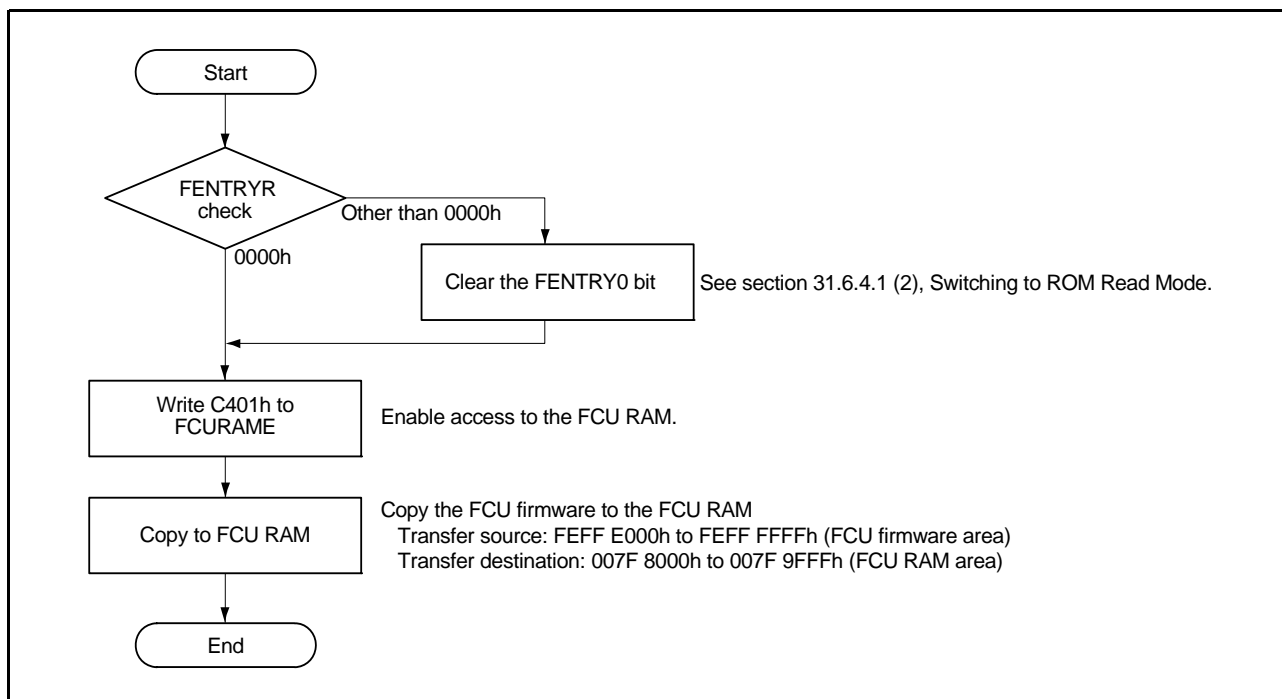 Start
FENTRYR
check
Other than 0000h
0000h
Clear the FENTRY0 bit
See section 31.6.4.1 (2), Switching to ROM Read Mode.
Write C401h to
FCURAME
Enable access to the FCU RAM.
Copy to FCU RAM
Copy the FCU firmware to the FCU RAM
Transfer source: FEFF E000h to FEFF FFFFh (FCU firmware area)
Transfer destination: 007F 8000h to 007F 9FFFh (FCU RAM area)
End